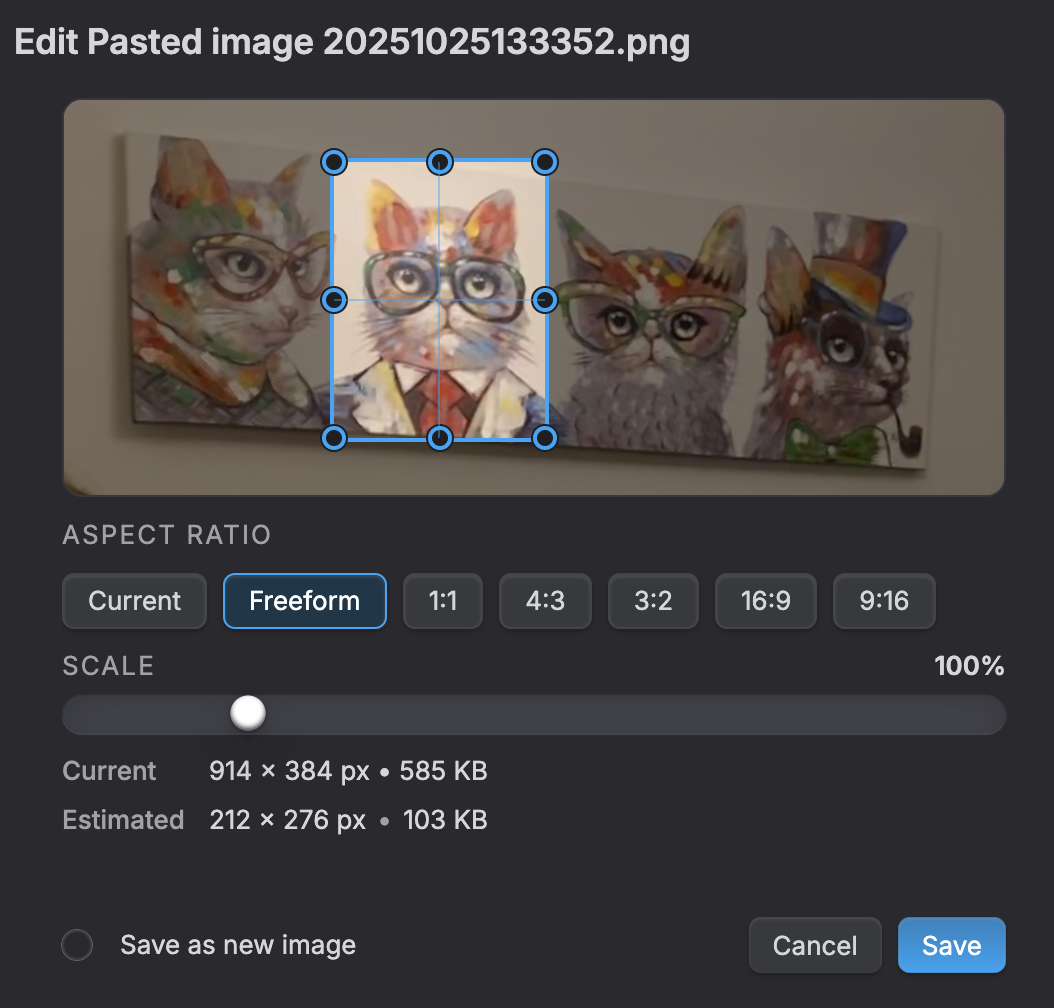 Edit Pasted image 20251025133352.png
ASPECT RATIO
Current Freeform 1:1 4:3 3:2 16:9 9:16
SCALE 100%
Current 914 × 384 px • 585 KB
Estimated 212 × 276 px • 103 KB
Save as new image Cancel Save